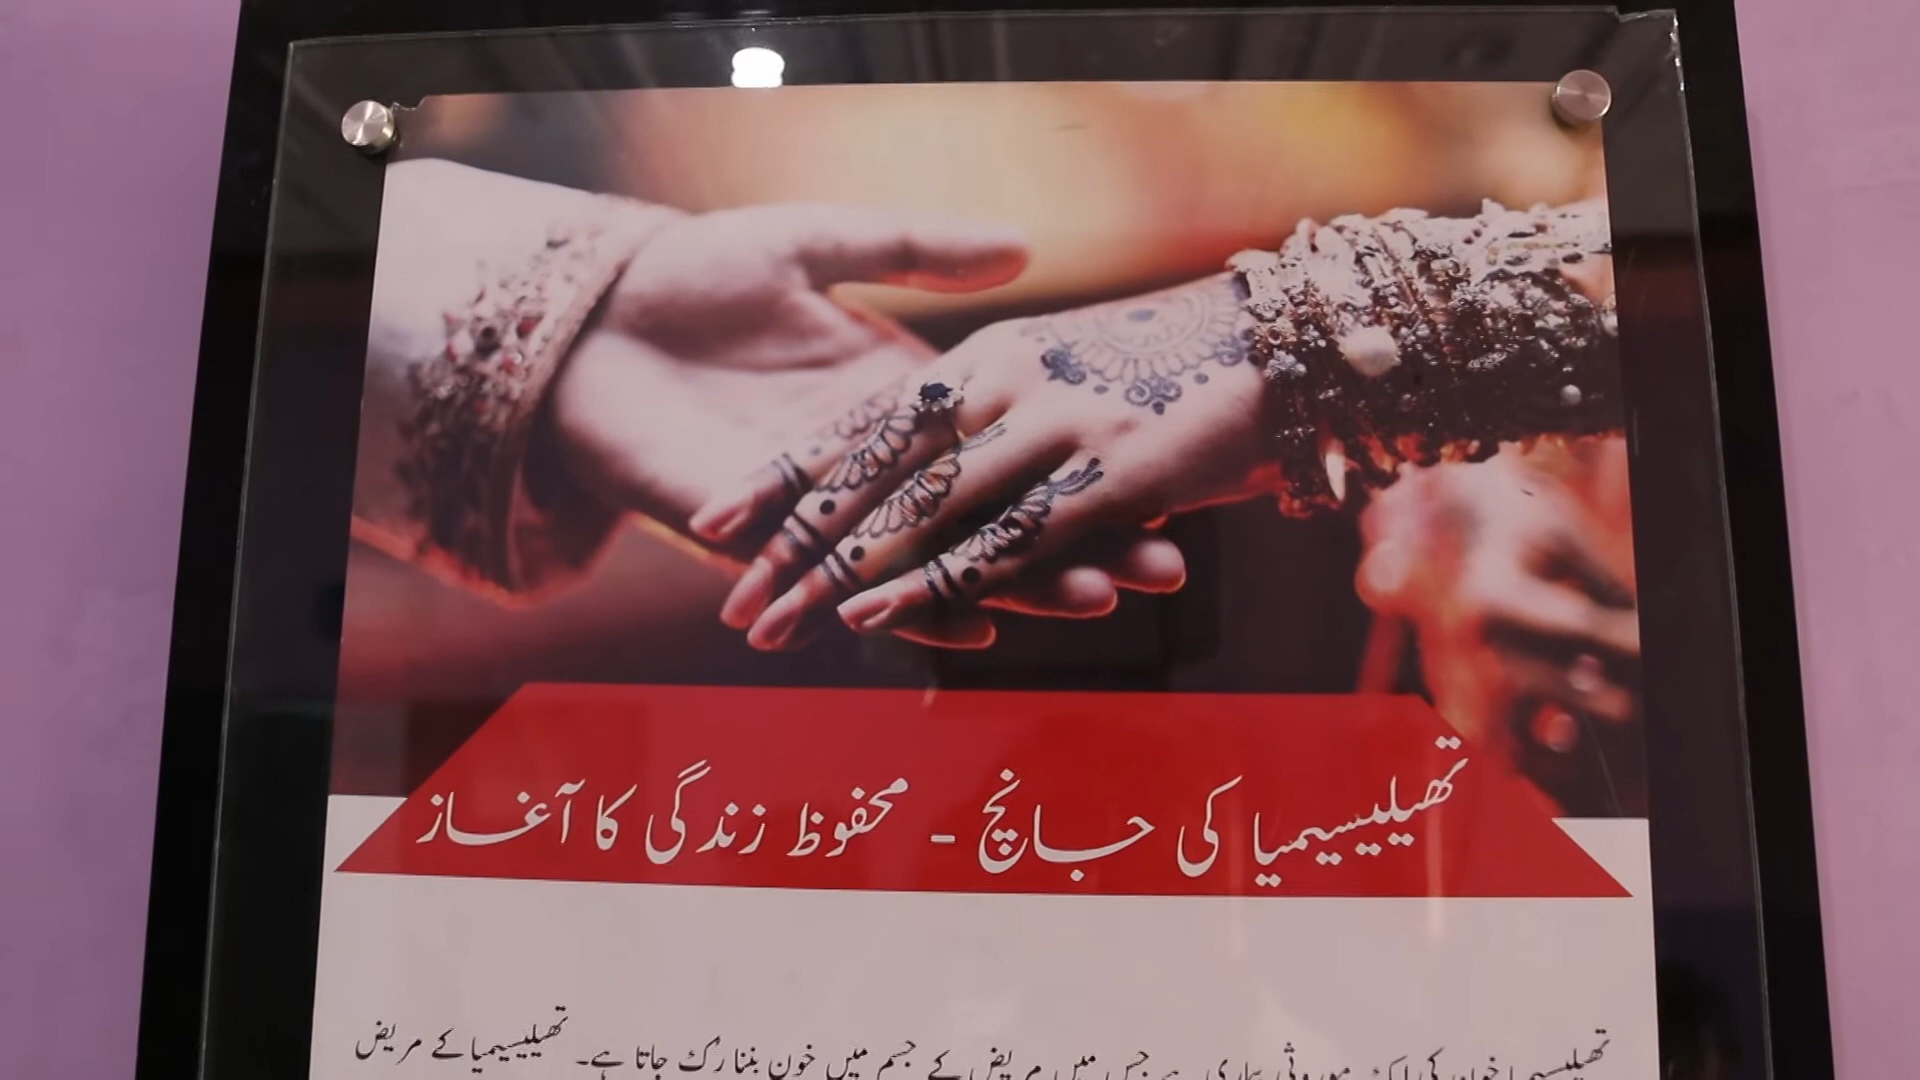 تھیلیسیمیا کی جانچ - محفوظ زندگی کا آغاز
تھیلیسیمیا خون کی ایک موروثی بیماری ہے جس میں مریض کے جسم میں خون بننا رک جاتا ہے۔ تھیلیسیمیا کے مریض